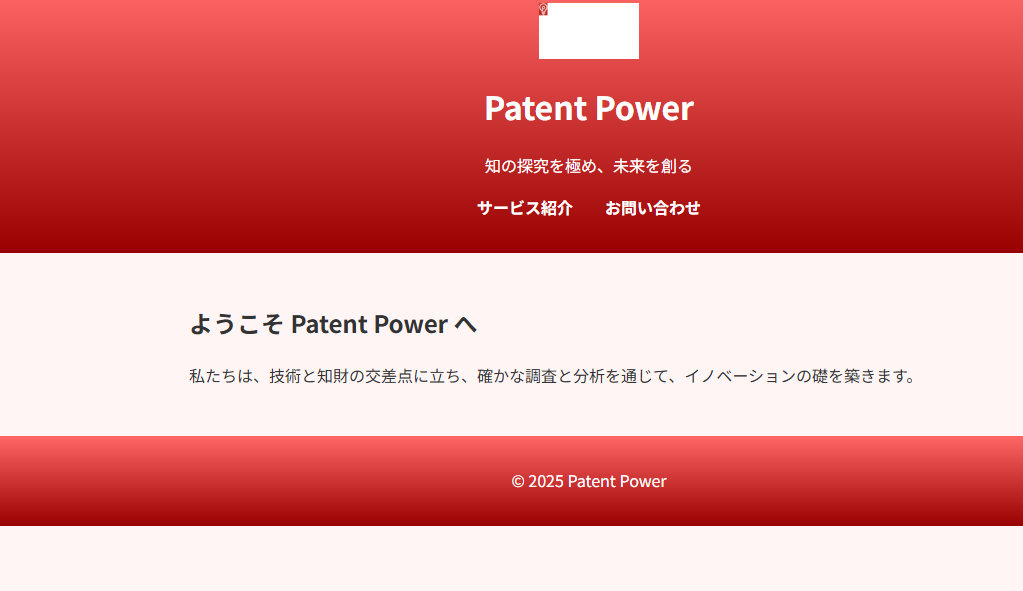 Patent Power
知の探究を極め、未来を創る
サービス紹介 お問い合わせ
ようこそ Patent Power へ
私たちは、技術と知財の交差点に立ち、確かな調査と分析を通じて、イノベーションの礎を築きます。
© 2025 Patent Power